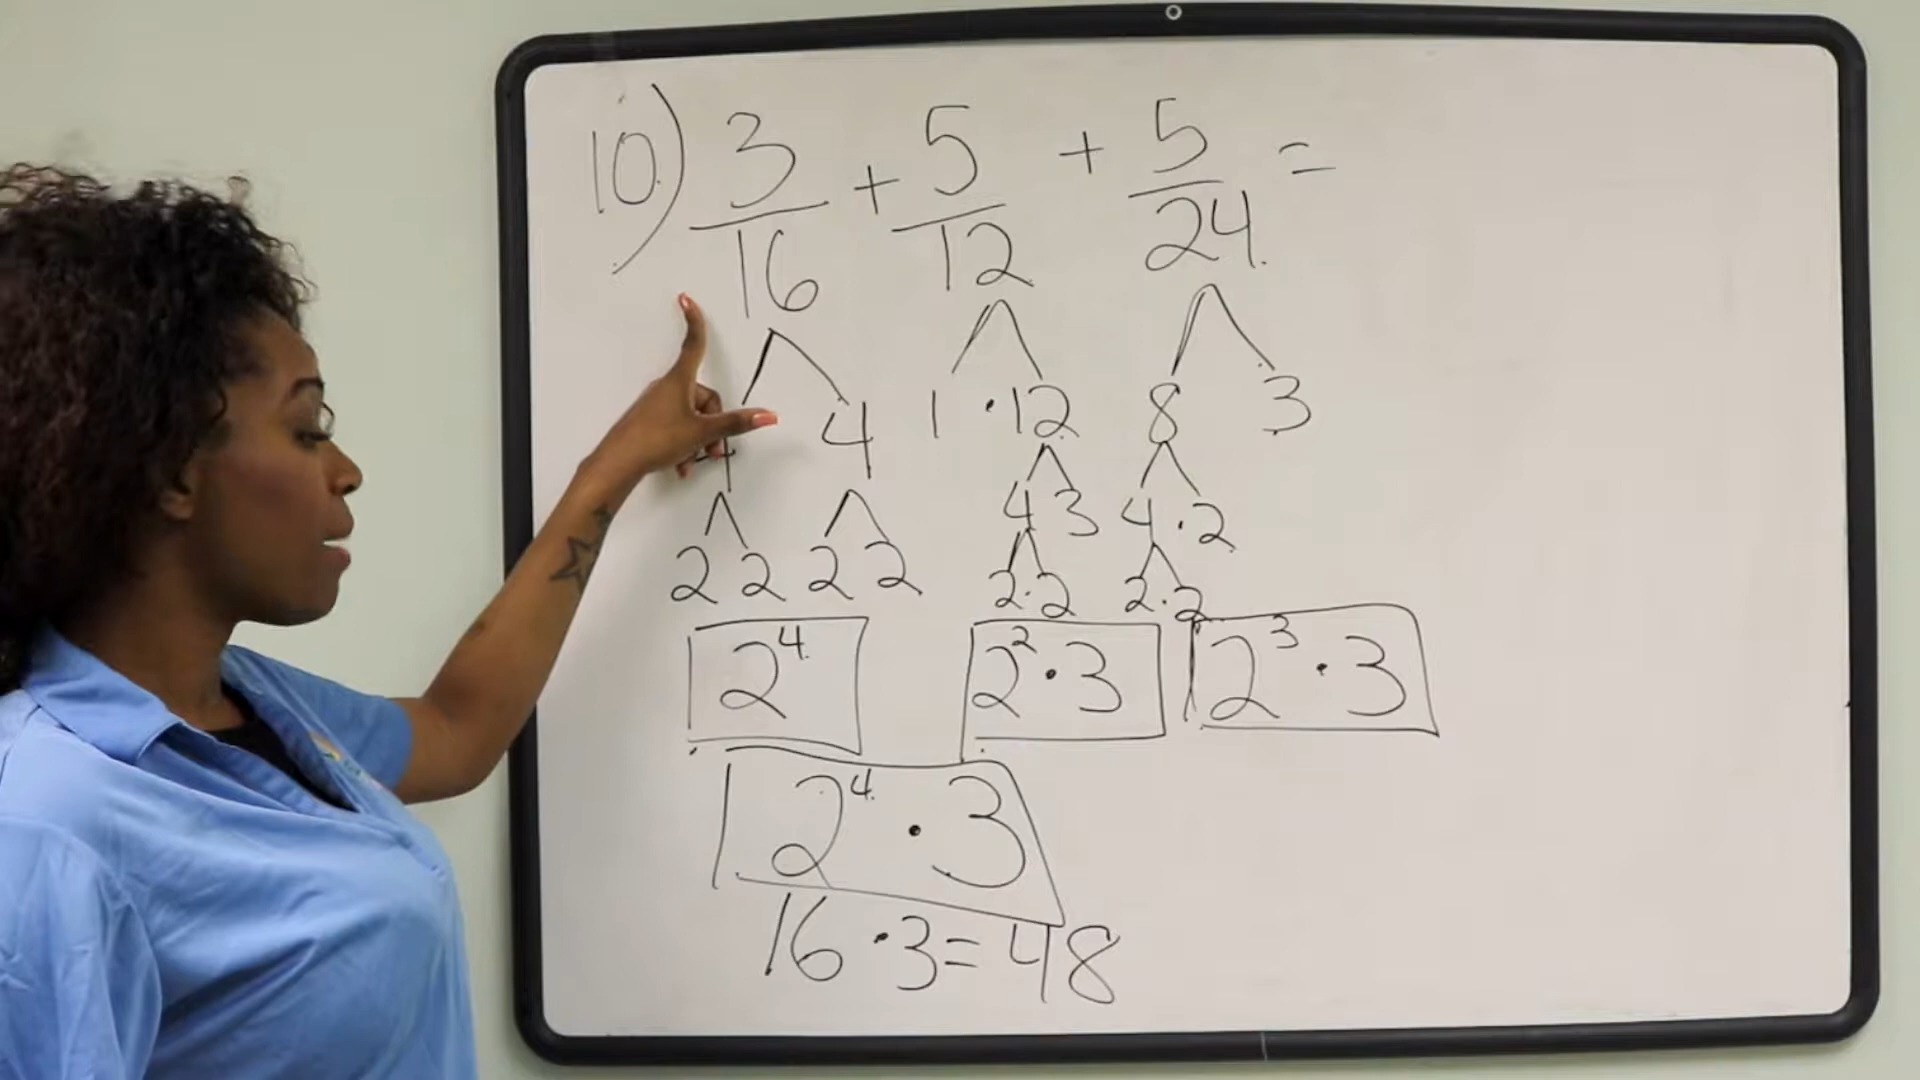 10) 3/16 + 5/12 + 5/24 =
4 4 1 · 12 8 3
4 3 4 · 2
2 2 2 2 2 · 2 2 · 2
2⁴ 2² · 3 2³ · 3
2⁴ · 3
16 · 3 = 48